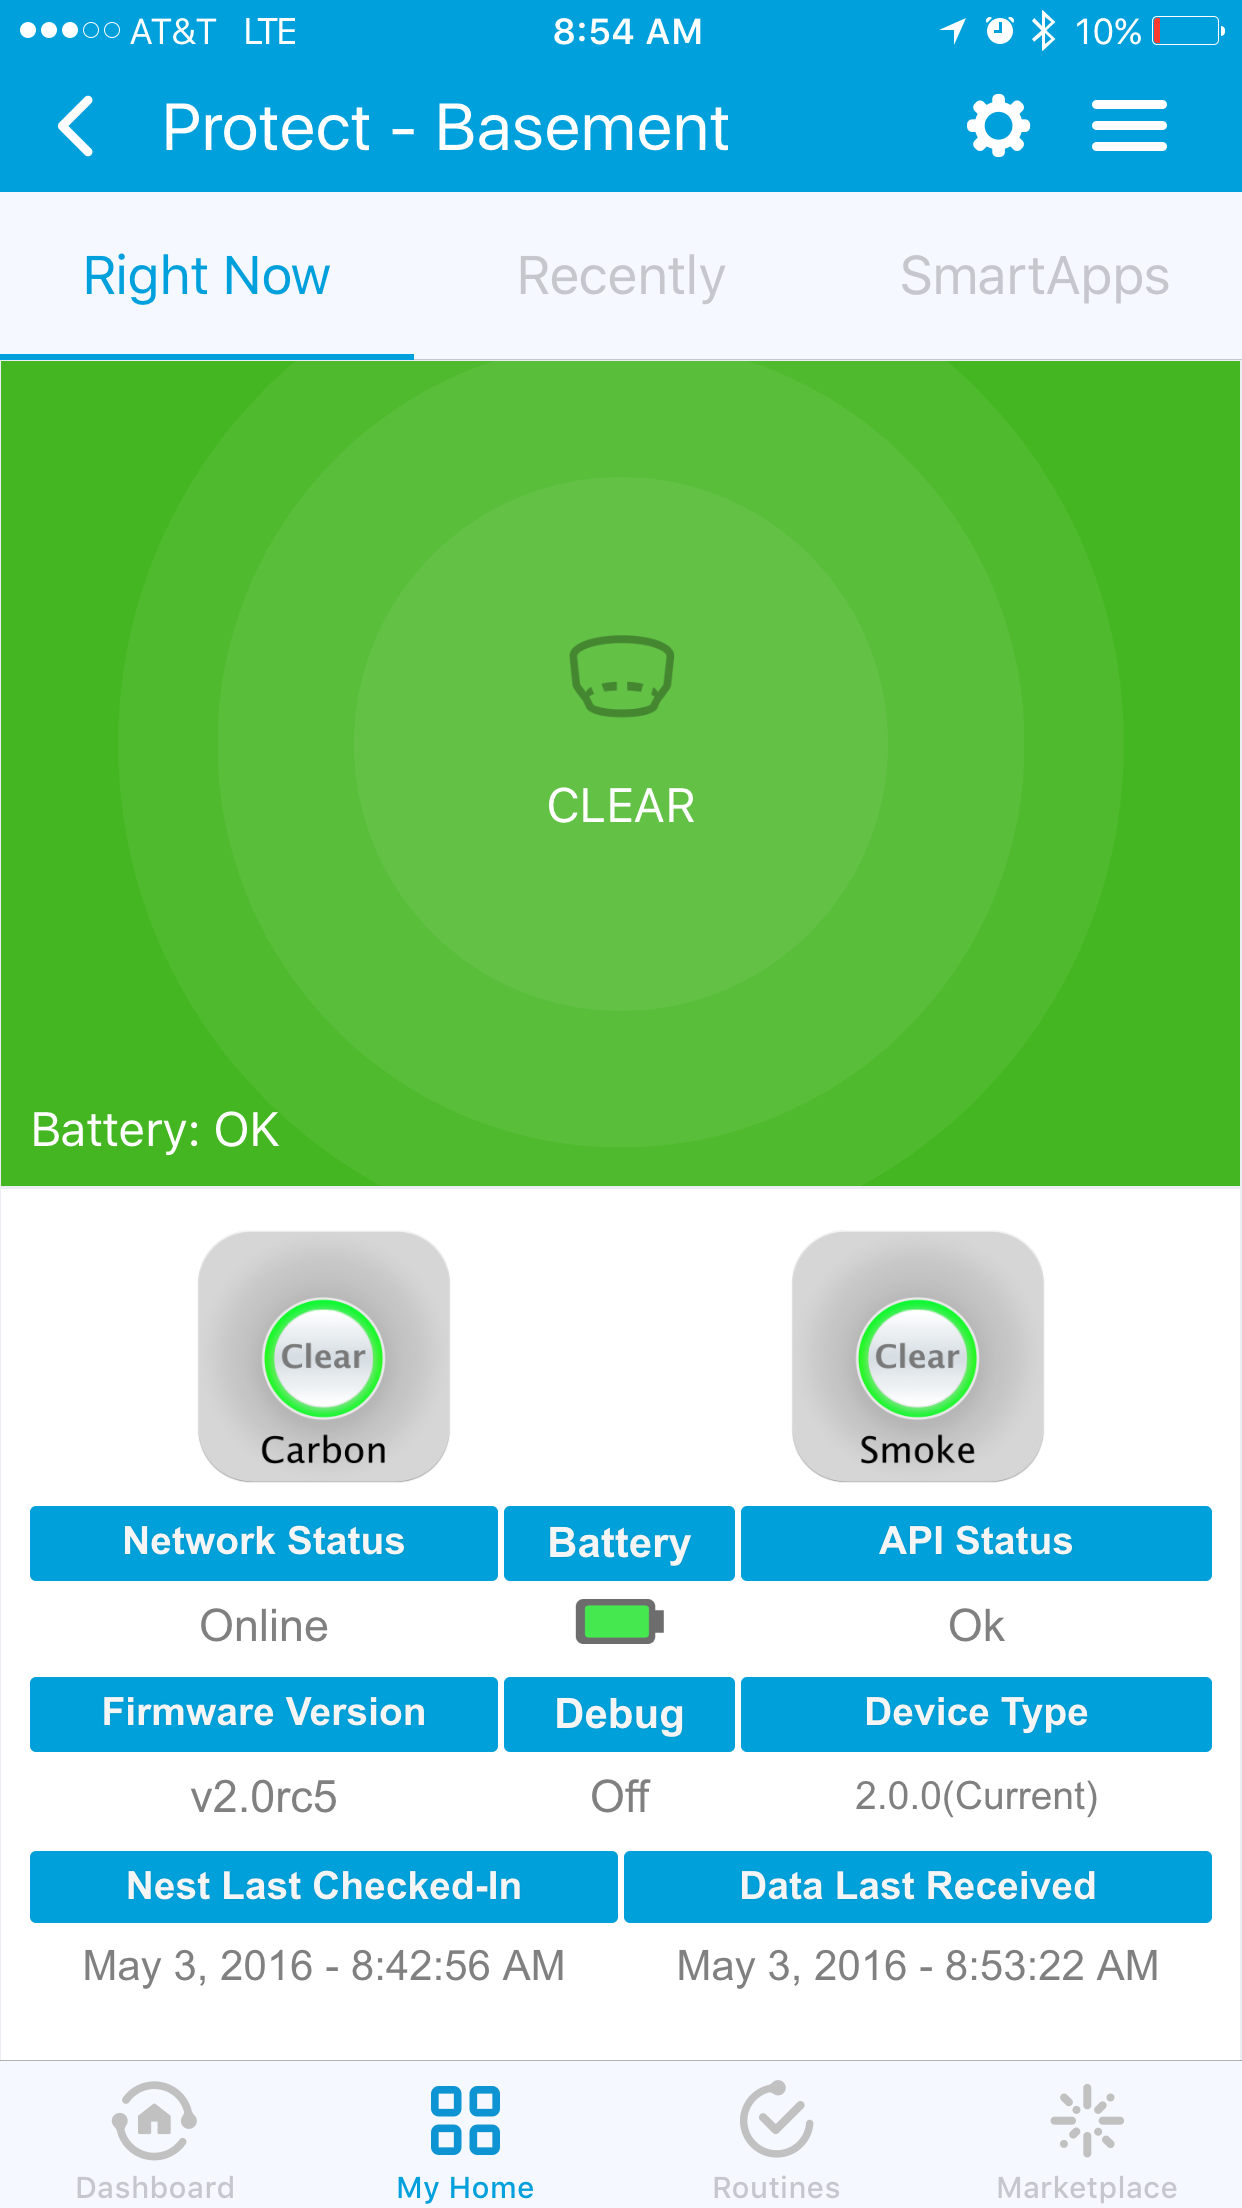 AT&T LTE 8:54 AM 10%
Protect - Basement
Right Now Recently SmartApps
CLEAR
Battery: OK
Clear Clear
Carbon Smoke
Network Status Battery API Status
Online Ok
Firmware Version Debug Device Type
v2.0rc5 Off 2.0.0(Current)
Nest Last Checked-In Data Last Received
May 3, 2016 - 8:42:56 AM May 3, 2016 - 8:53:22 AM
Dashboard My Home Routines Marketplace